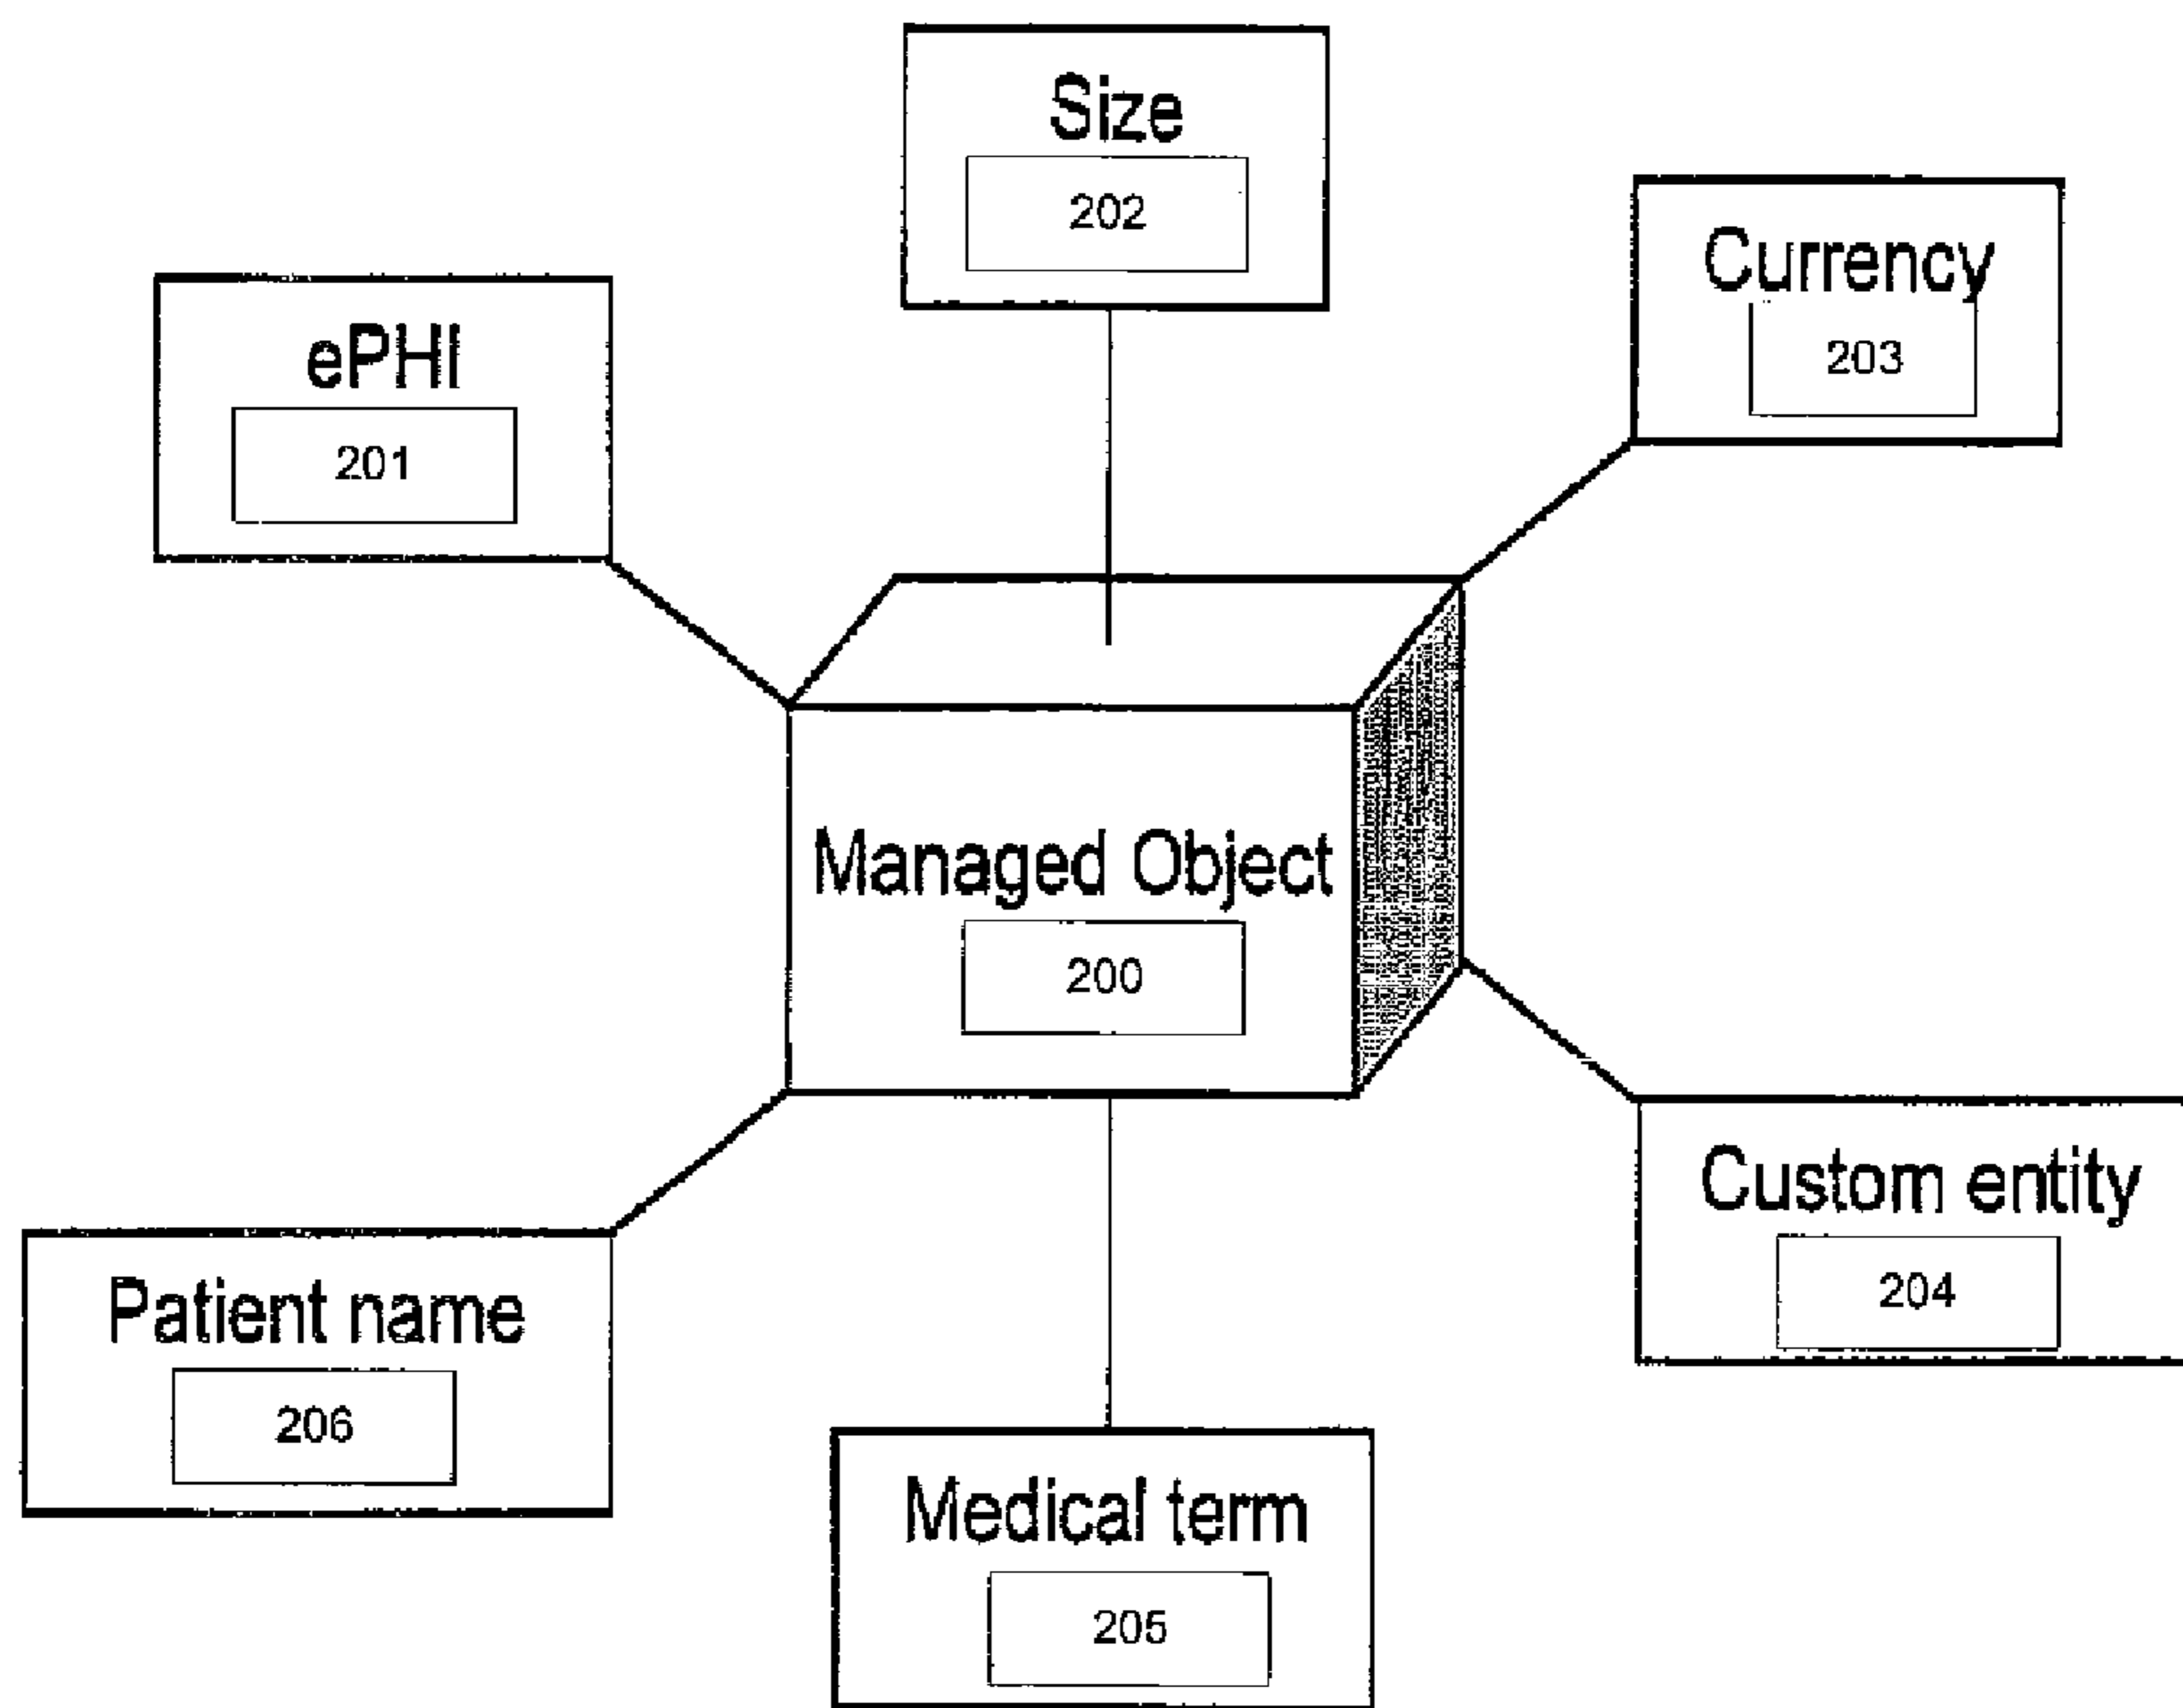 Size
202
Currency
203
ePHI
201
Managed Object
200
Custom entity
204
Patient name
206
Medical term
205